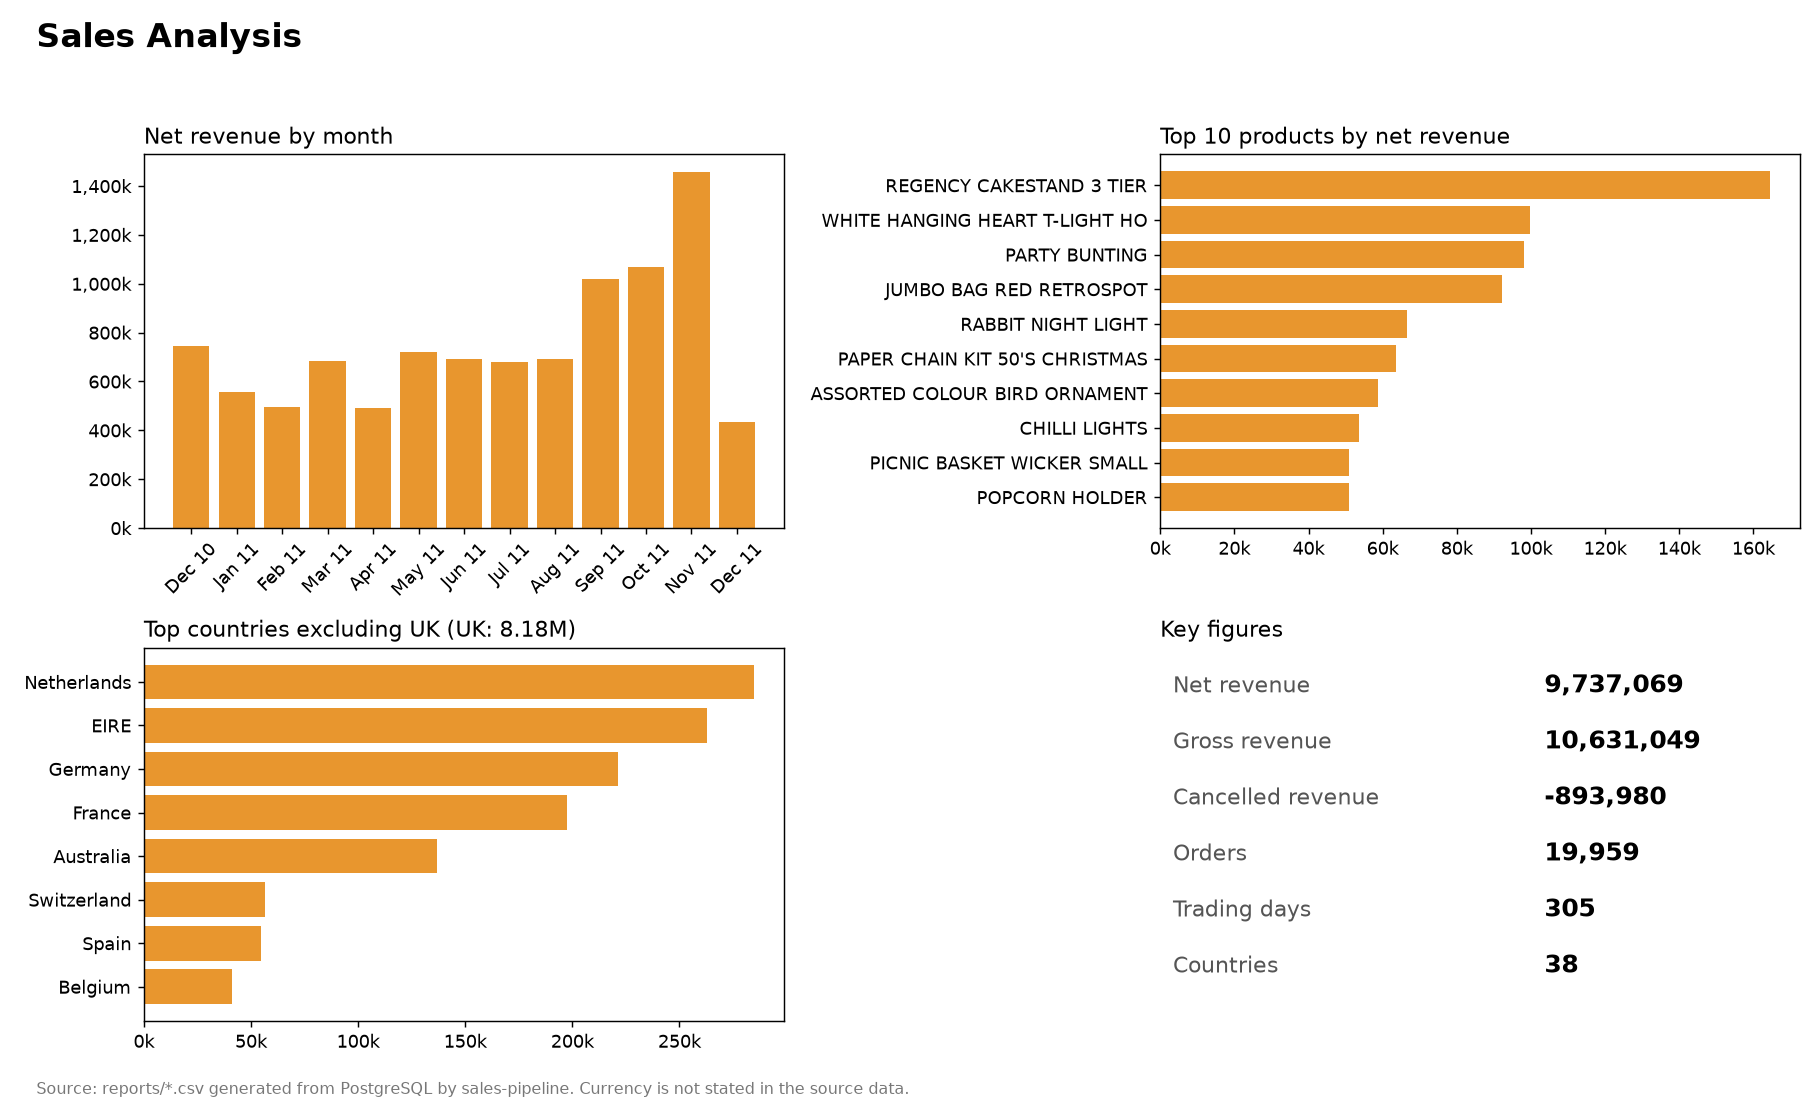 Sales Analysis
Net revenue by month
1,400k
1,200k
1,000k
800k
600k
400k
200k
0k
Dec 10
Jan 11
Feb 11
Mar 11
Apr 11
May 11
Jun 11
Jul 11
Aug 11
Sep 11
Oct 11
Nov 11
Dec 11
Top 10 products by net revenue
REGENCY CAKESTAND 3 TIER
WHITE HANGING HEART T-LIGHT HO
PARTY BUNTING
JUMBO BAG RED RETROSPOT
RABBIT NIGHT LIGHT
PAPER CHAIN KIT 50'S CHRISTMAS
ASSORTED COLOUR BIRD ORNAMENT
CHILLI LIGHTS
PICNIC BASKET WICKER SMALL
POPCORN HOLDER
0k 20k 40k 60k 80k 100k 120k 140k 160k
Top countries excluding UK (UK: 8.18M)
Netherlands
EIRE
Germany
France
Australia
Switzerland
Spain
Belgium
0k 50k 100k 150k 200k 250k
Key figures
Net revenue 9,737,069
Gross revenue 10,631,049
Cancelled revenue -893,980
Orders 19,959
Trading days 305
Countries 38
Source: reports/*.csv generated from PostgreSQL by sales-pipeline. Currency is not stated in the source data.